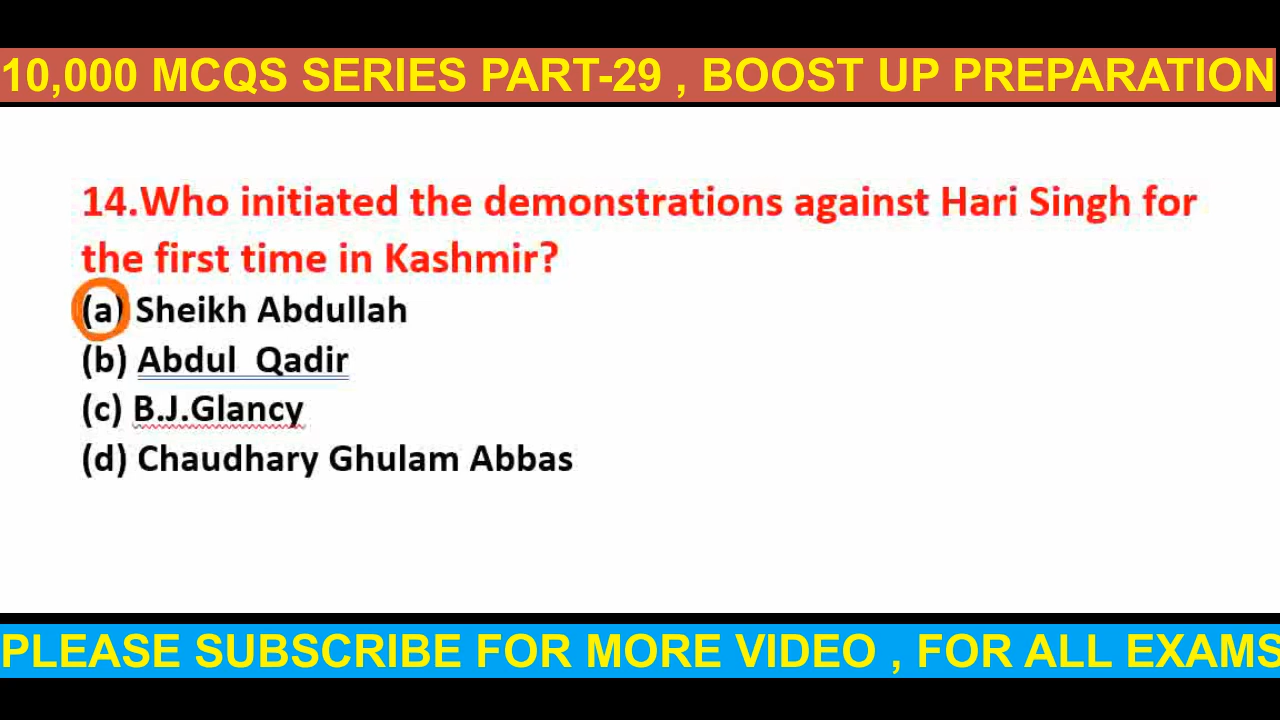 10,000 MCQS SERIES PART-29 , BOOST UP PREPARATION
14.Who initiated the demonstrations against Hari Singh for
the first time in Kashmir?
(a) Sheikh Abdullah
(b) Abdul Qadir
(c) B.J.Glancy
(d) Chaudhary Ghulam Abbas
PLEASE SUBSCRIBE FOR MORE VIDEO , FOR ALL EXAMS